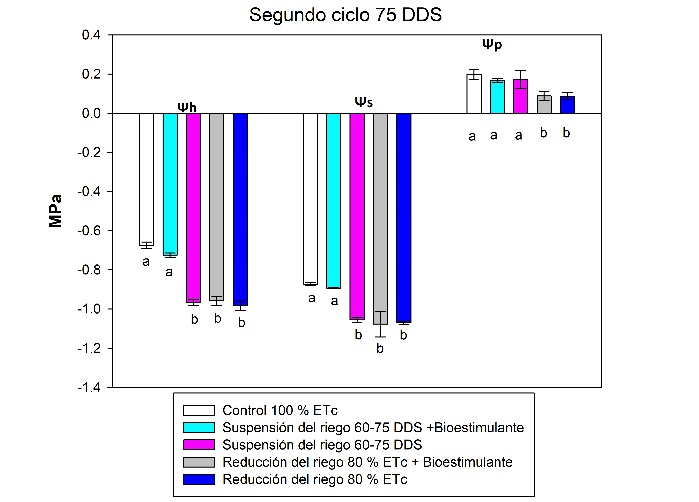 Segundo ciclo 75 DDS
0.4
0.2
0.0
-0.2
-0.4
-0.6
-0.8
-1.0
-1.2
-1.4
MPa
Ψh
Ψs
Ψp
a a b b b
a a b b b
a a a b b
Control 100 % ETc
Suspensión del riego 60-75 DDS +Bioestimulante
Suspensión del riego 60-75 DDS
Reducción del riego 80 % ETc + Bioestimulante
Reducción del riego 80 % ETc